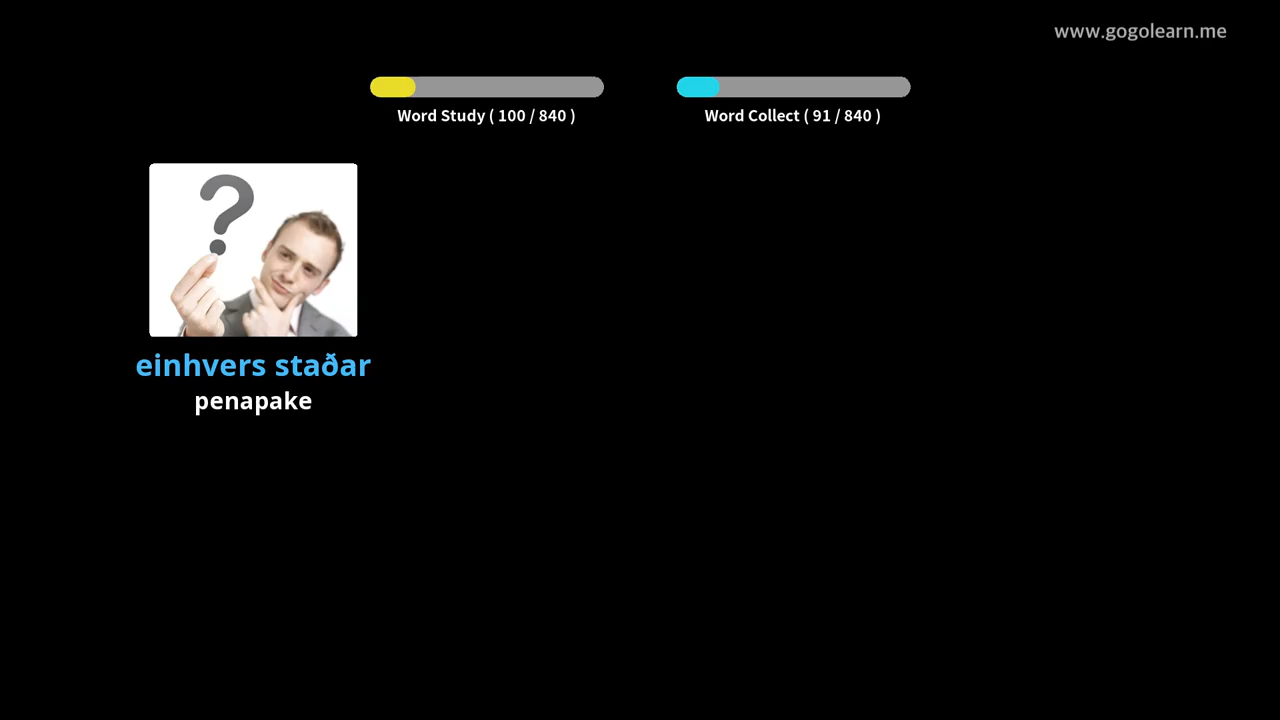 www.gogolearn.me
Word Study ( 100 / 840 )
Word Collect ( 91 / 840 )
?
einhvers staðar
penapake